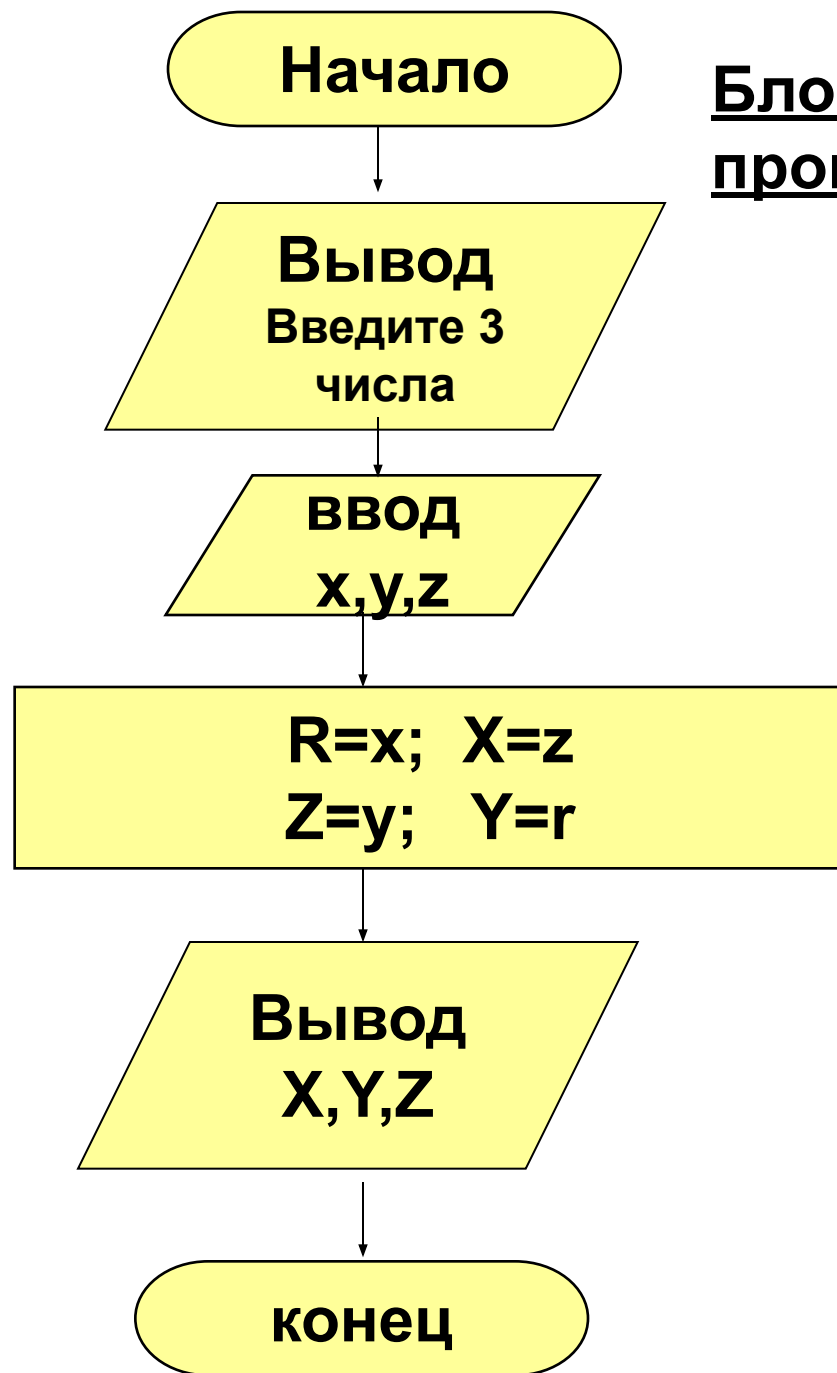 Начало
Вывод
Введите 3
числа
ввод
x,y,z
R=x; X=z
Z=y; Y=r
Вывод
X,Y,Z
конец